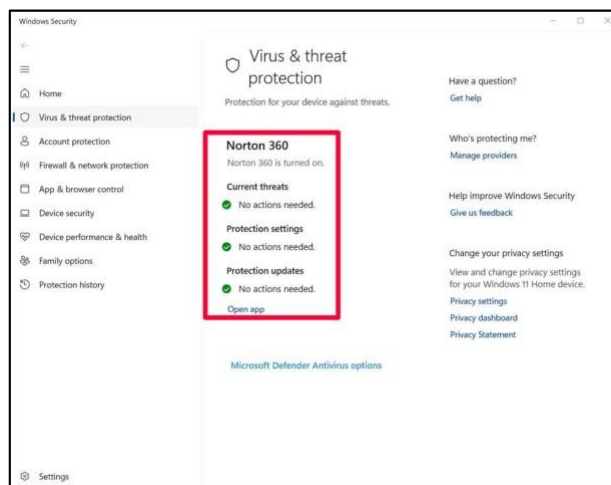 Windows Security
Home
Virus & threat protection
Account protection
Firewall & network protection
App & browser control
Device security
Device performance & health
Family options
Protection history
Settings
Virus & threat
protection
Protection for your device against threats.
Norton 360
Norton 360 is turned on.
Current threats
No actions needed.
Protection settings
No actions needed.
Protection updates
No actions needed.
Open app
Microsoft Defender Antivirus options
Have a question?
Get help
Who's protecting me?
Manage providers
Help improve Windows Security
Give us feedback
Change your privacy settings
View and change privacy settings
for your Windows 11 Home device.
Privacy settings
Privacy dashboard
Privacy Statement